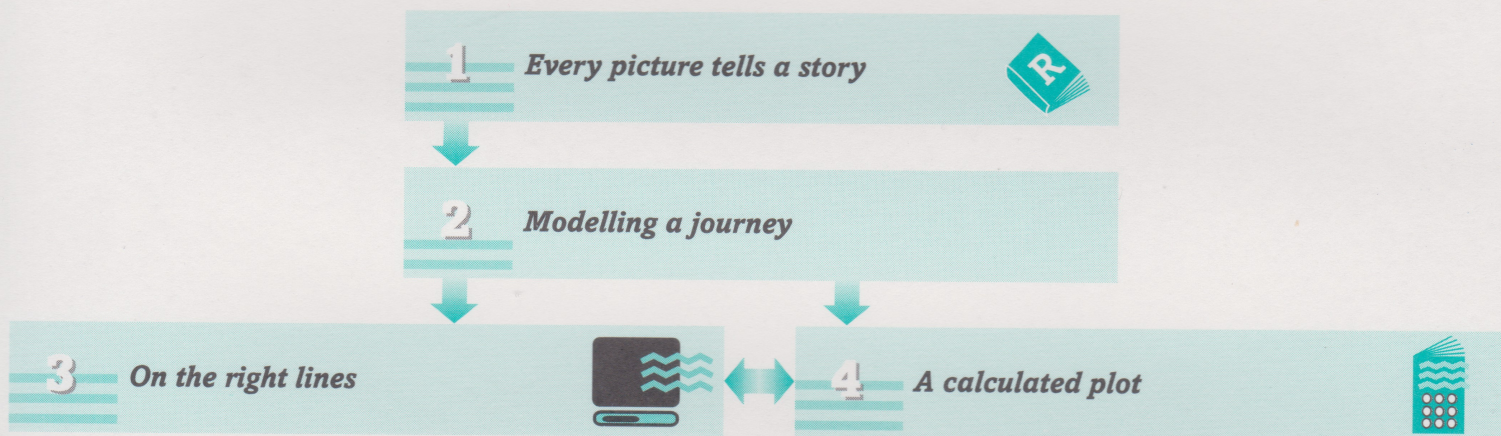 1 Every picture tells a story R
2 Modelling a journey
3 On the right lines
4 A calculated plot